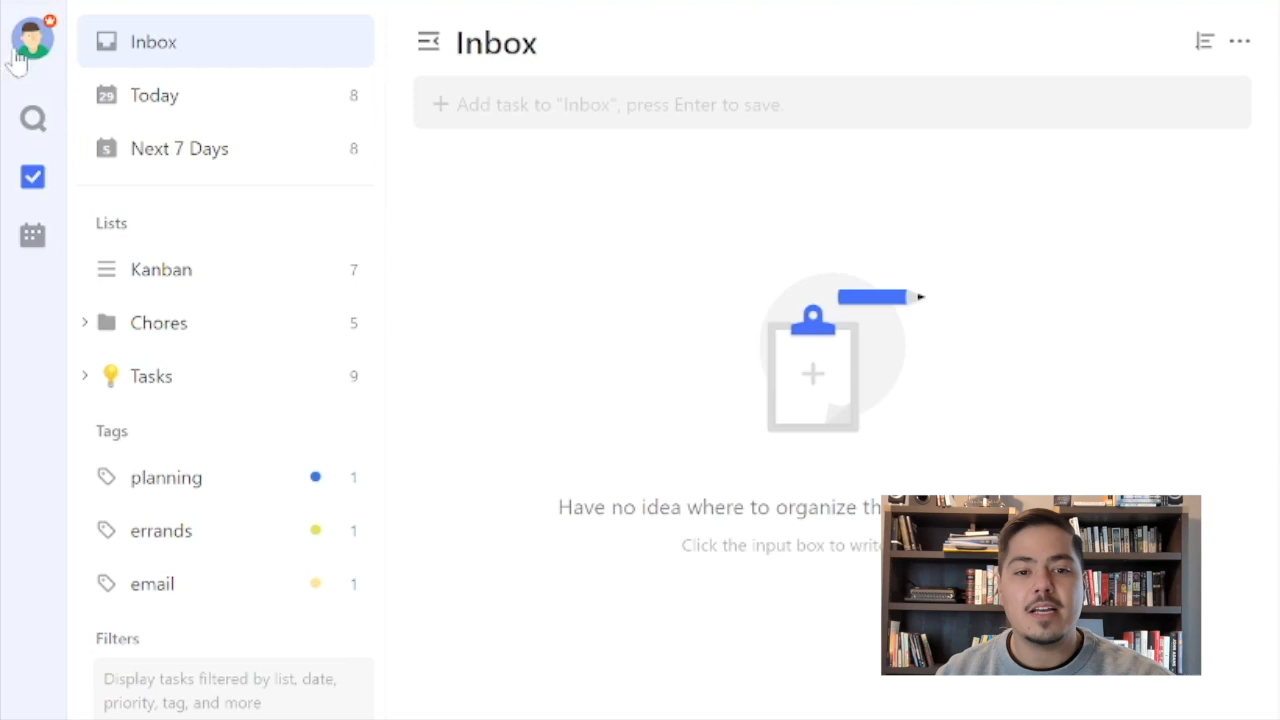 Inbox
29 Today 8
S Next 7 Days 8
Lists
Kanban 7
Chores 5
Tasks 9
Tags
planning 1
errands 1
email 1
Filters
Display tasks filtered by list, date,
priority, tag, and more
Inbox
+ Add task to "Inbox", press Enter to save.
Have no idea where to organize
Click the input box to